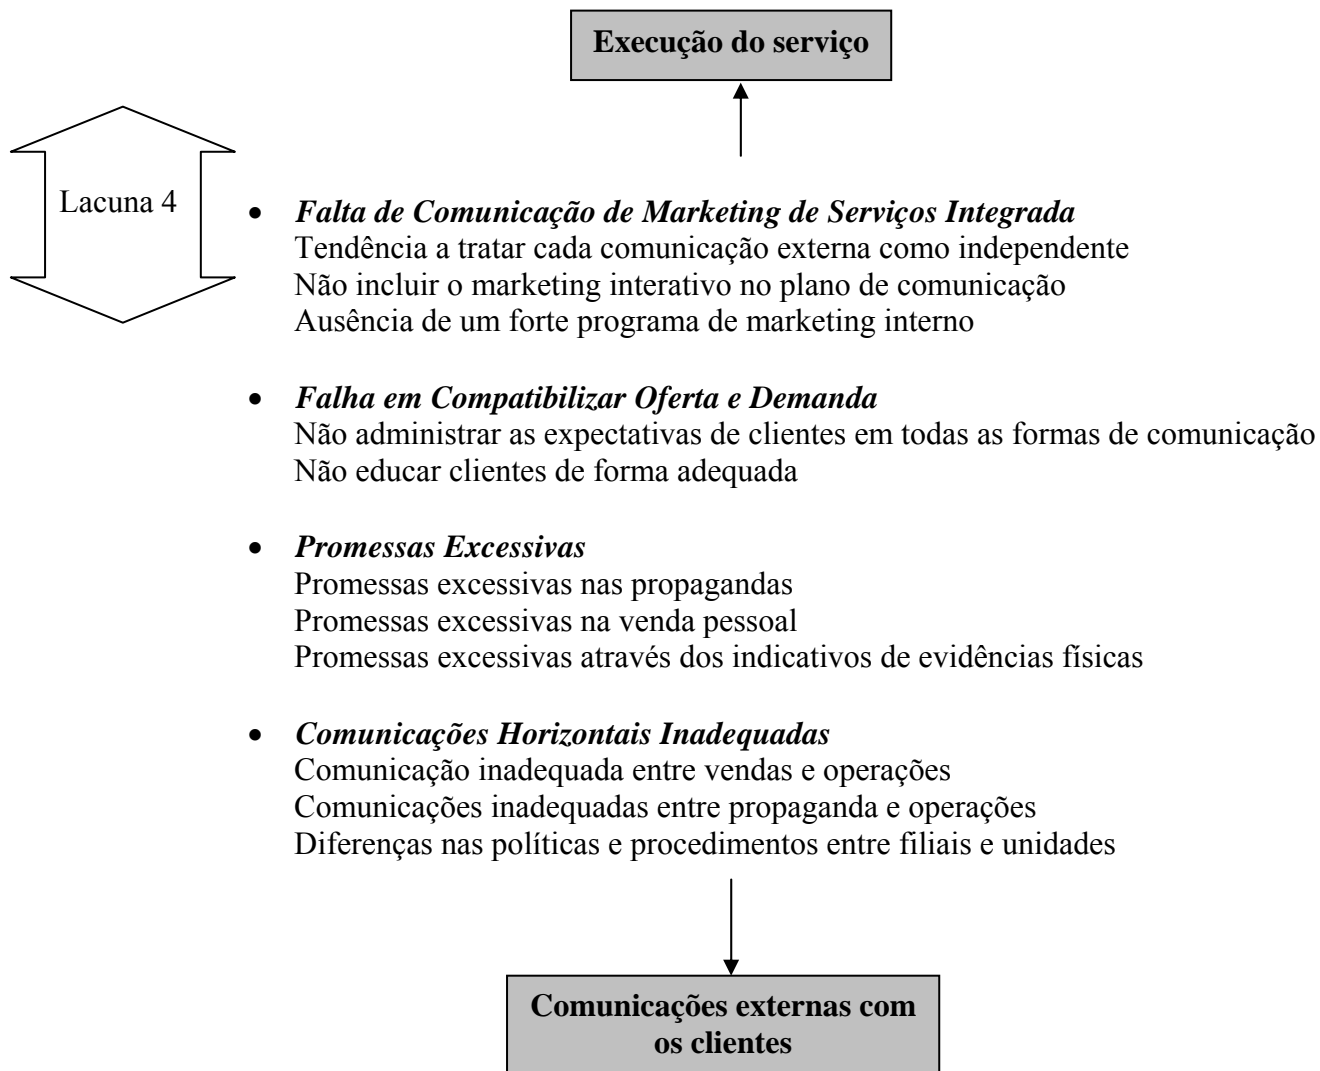 Execução do serviço
Lacuna 4
• Falta de Comunicação de Marketing de Serviços Integrada
Tendência a tratar cada comunicação externa como independente
Não incluir o marketing interativo no plano de comunicação
Ausência de um forte programa de marketing interno
• Falha em Compatibilizar Oferta e Demanda
Não administrar as expectativas de clientes em todas as formas de comunicação
Não educar clientes de forma adequada
• Promessas Excessivas
Promessas excessivas nas propagandas
Promessas excessivas na venda pessoal
Promessas excessivas através dos indicativos de evidências físicas
• Comunicações Horizontais Inadequadas
Comunicação inadequada entre vendas e operações
Comunicações inadequadas entre propaganda e operações
Diferenças nas políticas e procedimentos entre filiais e unidades
Comunicações externas com
os clientes